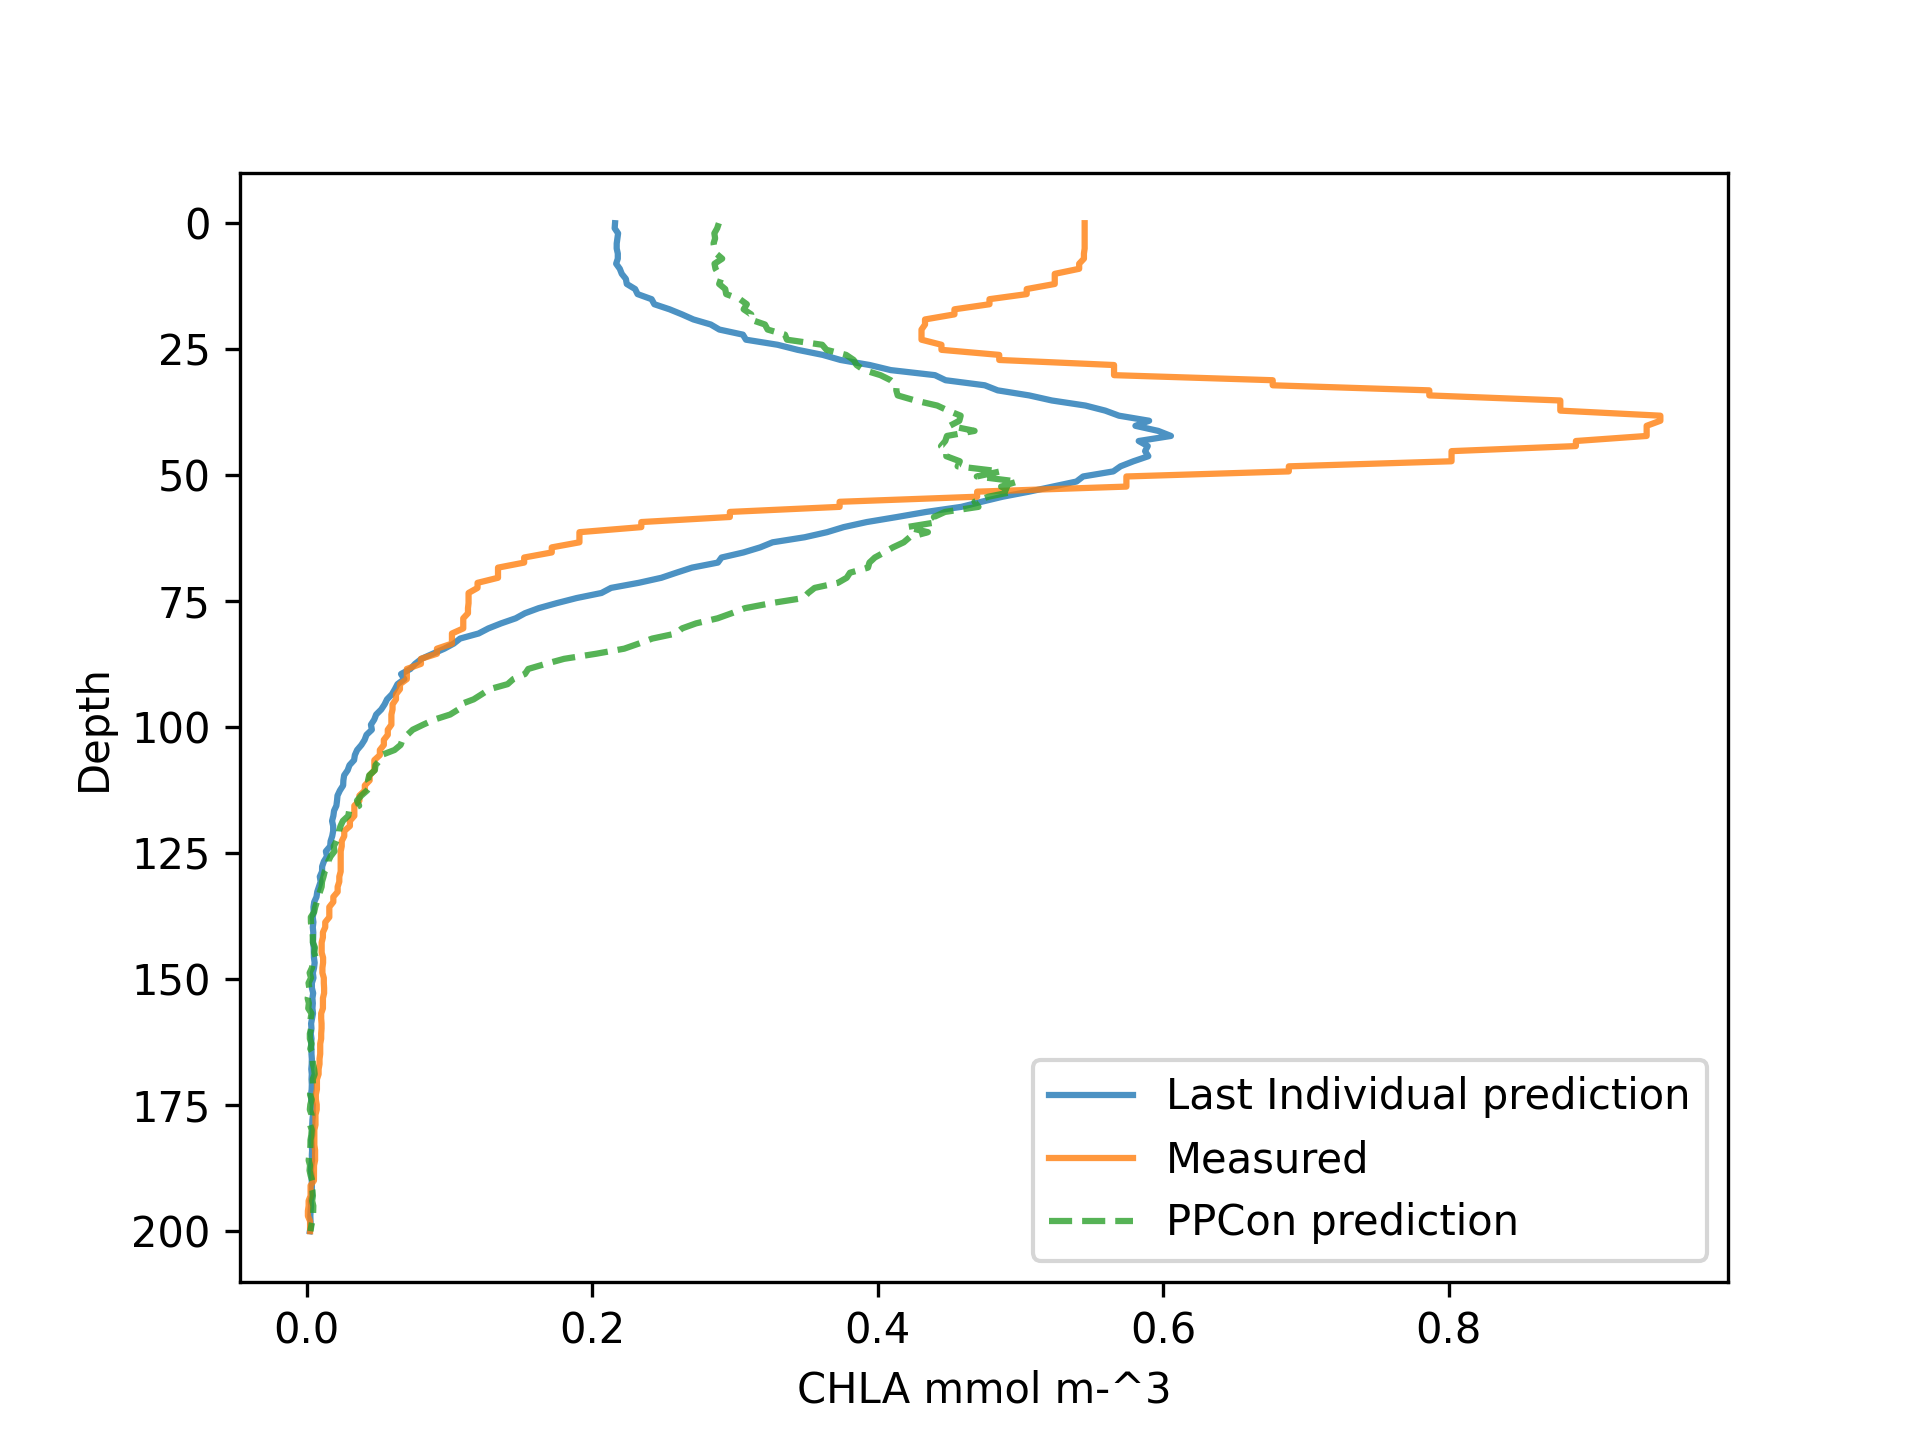 0
25
50
75
100
125
150
175
200
Depth
0.0 0.2 0.4 0.6 0.8
CHLA mmol m-^3
Last Individual prediction
Measured
PPCon prediction